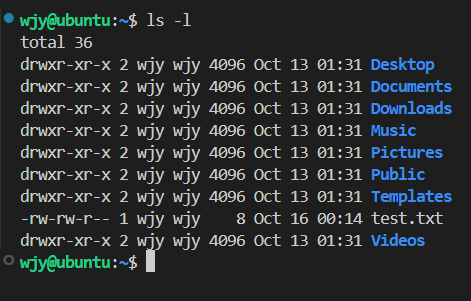 wjy@ubuntu:~$ ls -l
total 36
drwxr-xr-x 2 wjy wjy 4096 Oct 13 01:31 Desktop
drwxr-xr-x 2 wjy wjy 4096 Oct 13 01:31 Documents
drwxr-xr-x 2 wjy wjy 4096 Oct 13 01:31 Downloads
drwxr-xr-x 2 wjy wjy 4096 Oct 13 01:31 Music
drwxr-xr-x 2 wjy wjy 4096 Oct 13 01:31 Pictures
drwxr-xr-x 2 wjy wjy 4096 Oct 13 01:31 Public
drwxr-xr-x 2 wjy wjy 4096 Oct 13 01:31 Templates
-rw-rw-r-- 1 wjy wjy    8 Oct 16 00:14 test.txt
drwxr-xr-x 2 wjy wjy 4096 Oct 13 01:31 Videos
wjy@ubuntu:~$